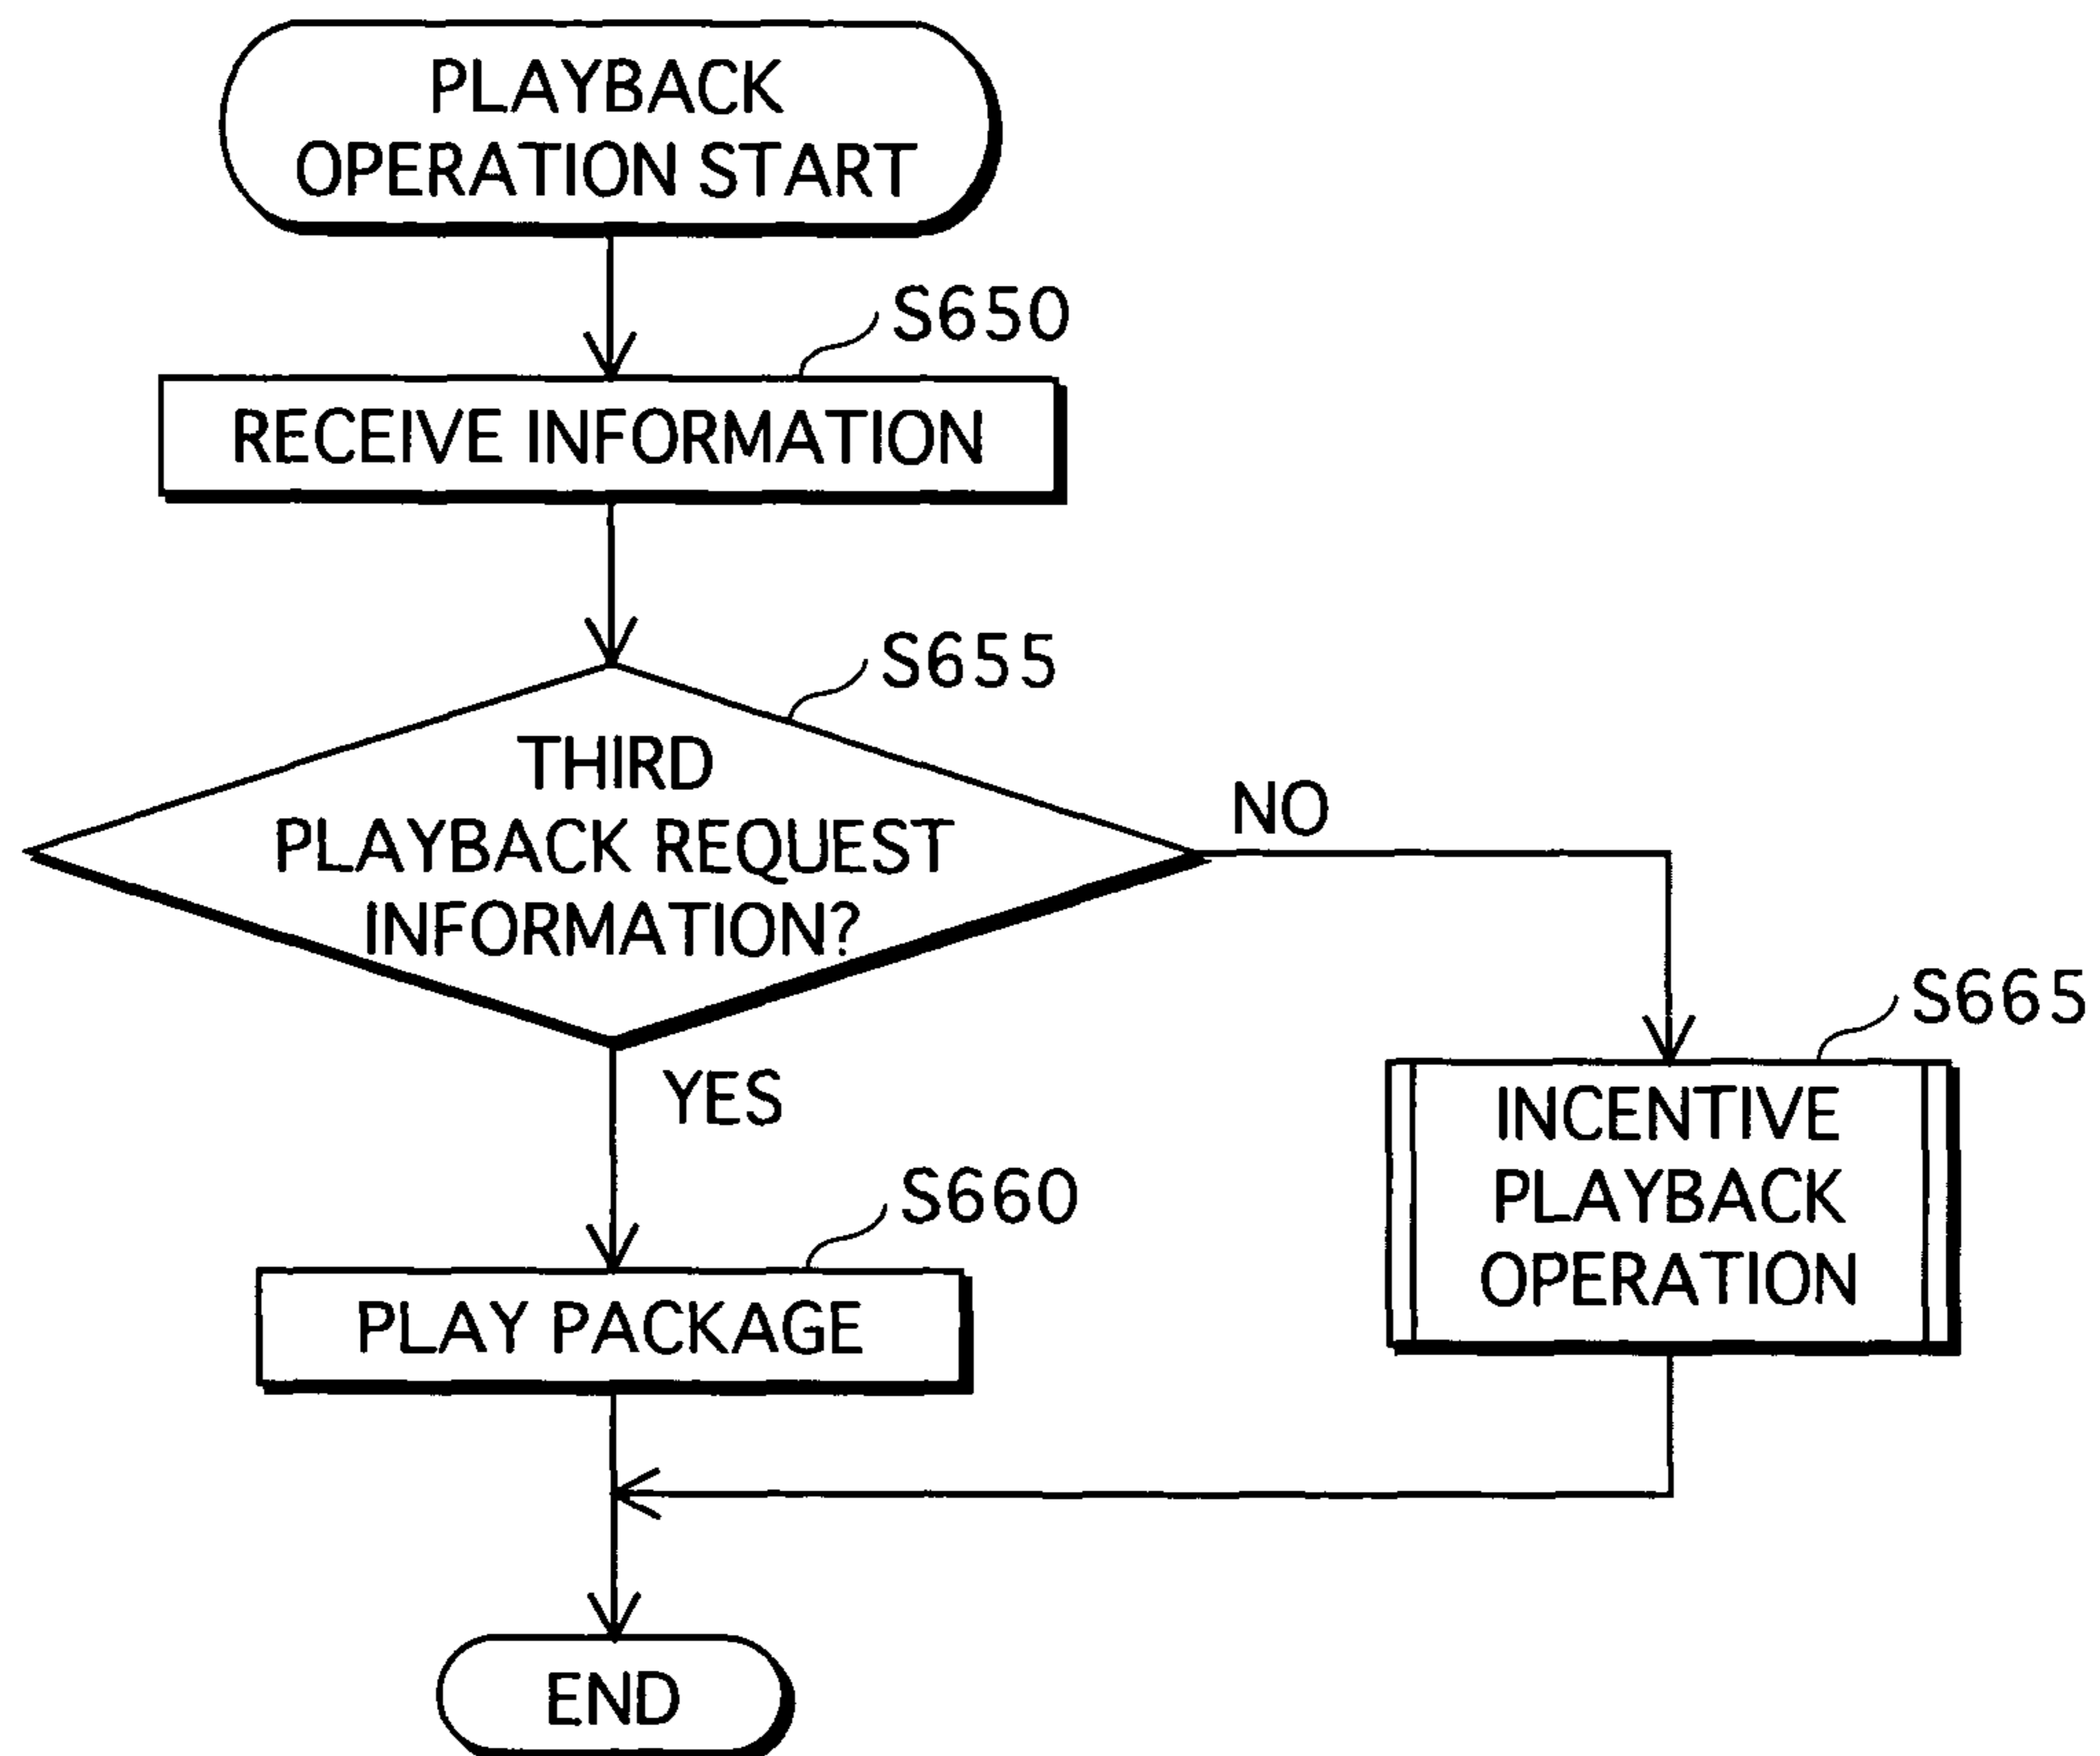 PLAYBACK
OPERATION START
S650
RECEIVE INFORMATION
S655
THIRD
PLAYBACK REQUEST
INFORMATION?
NO
YES
S665
INCENTIVE
PLAYBACK
OPERATION
S660
PLAY PACKAGE
END